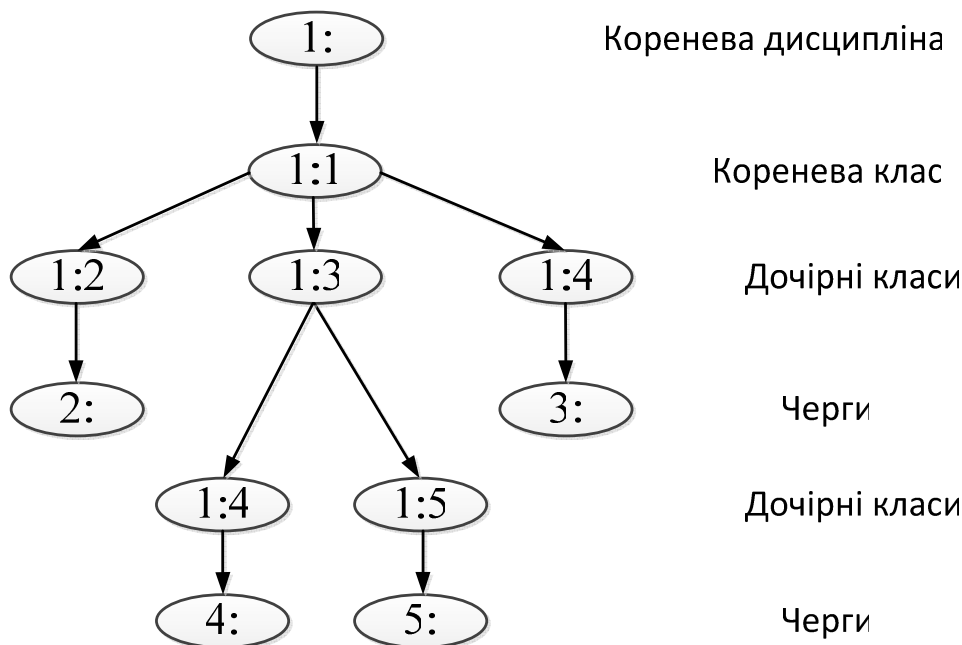 1: Коренева дисципліна
1:1 Коренева клас
1:2 1:3 1:4 Дочірні класи
2: 3: Черги
1:4 1:5 Дочірні класи
4: 5: Черги